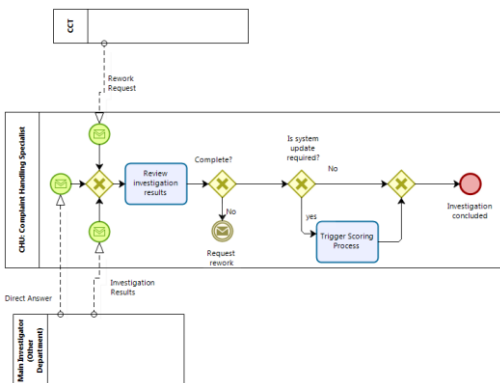 CCT
Rework
Request
CHU: Complaint Handling Specialist
Is system
update
required?
Complete?
No
Review
investigation
results
No
Request
rework
yes
Trigger Scoring
Process
Investigation
concluded
Direct Answer
Investigation
Results
Main Investigator
(Other
Department)